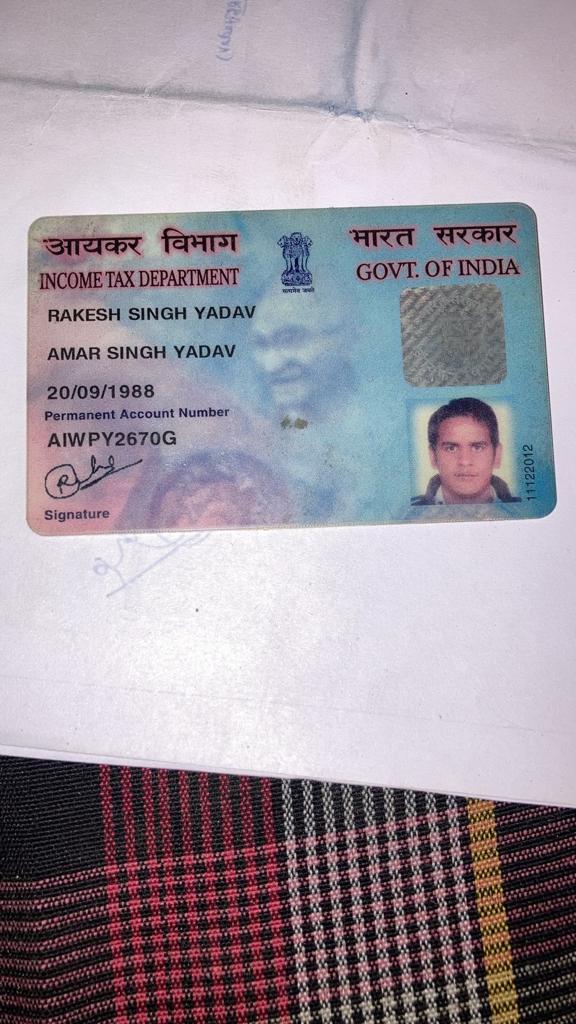 आयकर विभाग
INCOME TAX DEPARTMENT
सत्यमेव जयते
भारत सरकार
GOVT. OF INDIA
RAKESH SINGH YADAV
AMAR SINGH YADAV
20/09/1988
Permanent Account Number
AIWPY2670G
Signature
11122012